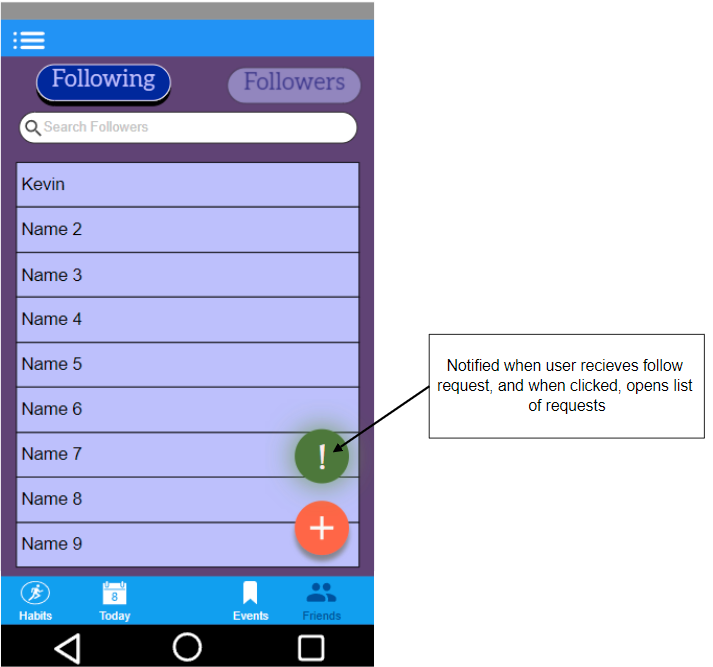 Following
Followers
Search Followers
Kevin
Name 2
Name 3
Name 4
Name 5
Name 6
Name 7
Name 8
Name 9
!
+
Notified when user recieves follow
request, and when clicked, opens list
of requests
8
Habits
Today
Events
Friends